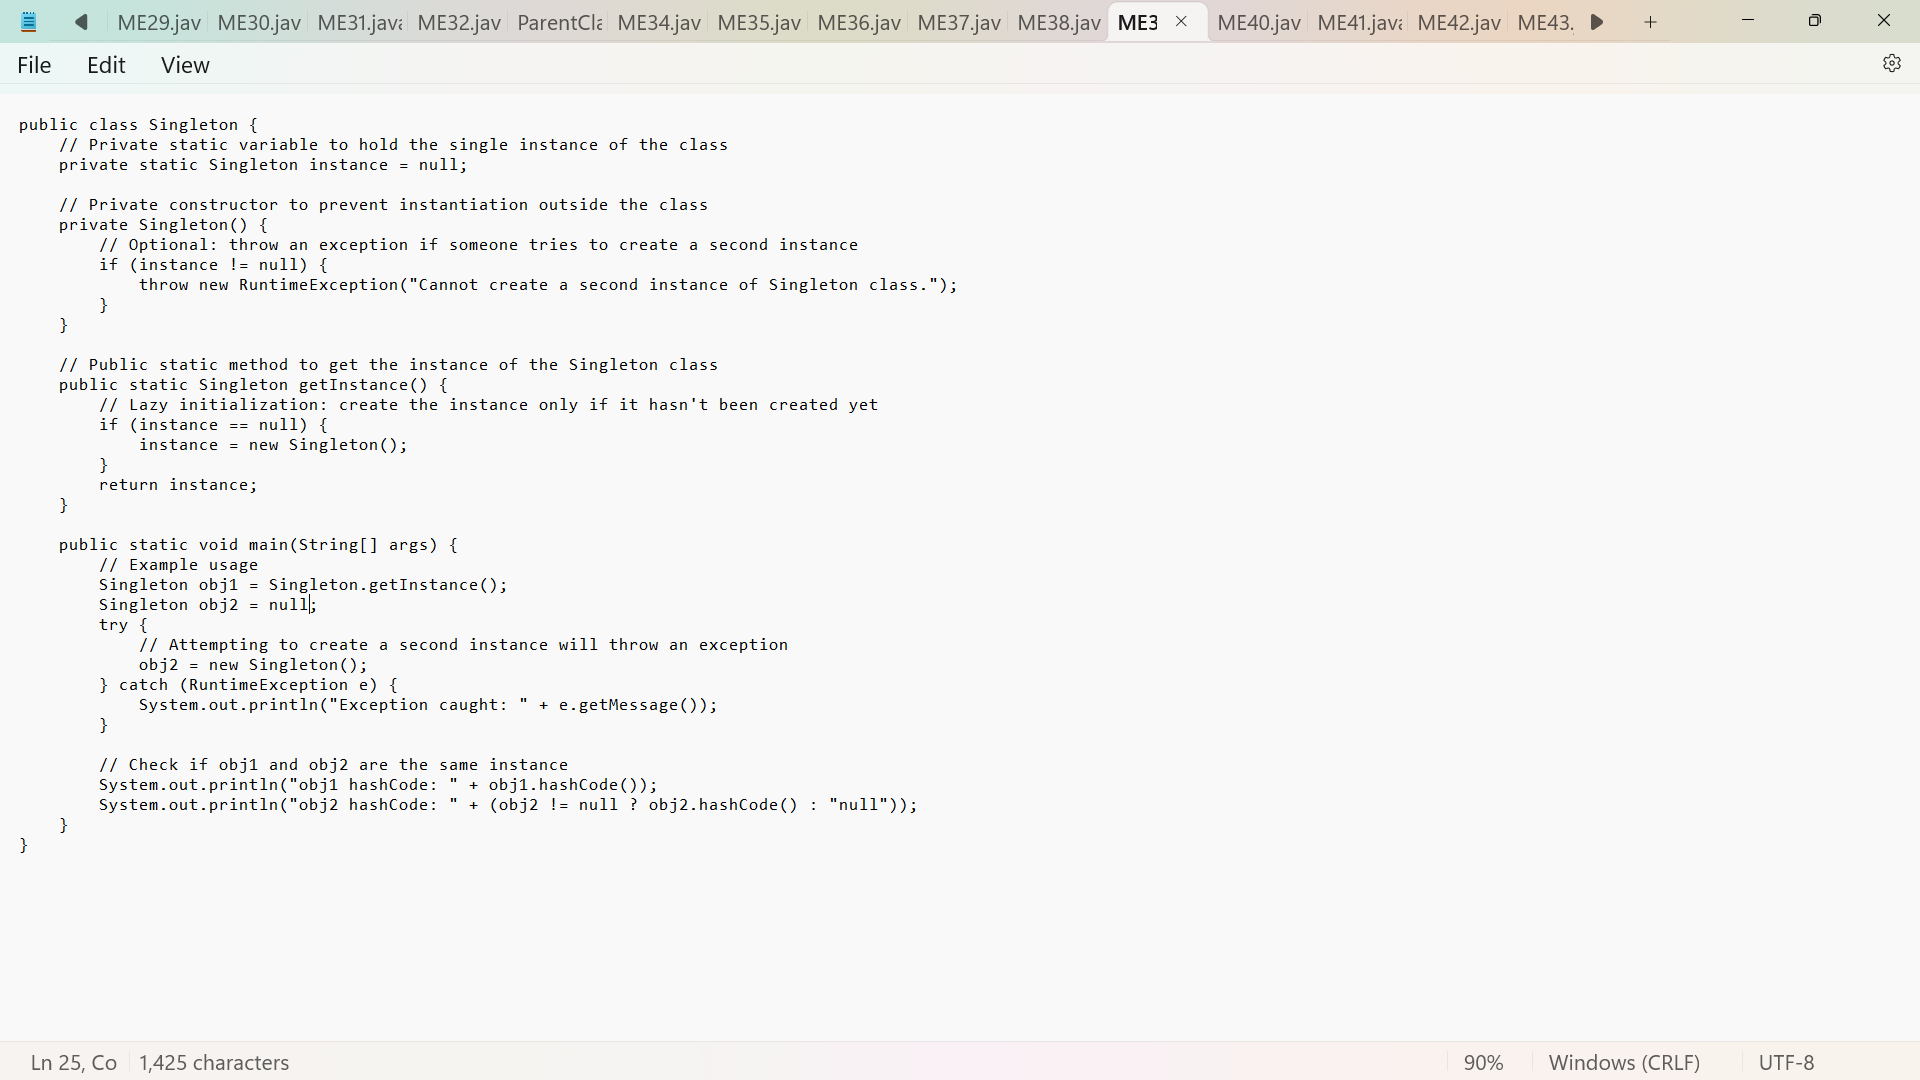 ME29.jav ME30.jav ME31.java ME32.jav ParentCla ME34.jav ME35.jav ME36.jav ME37.jav ME38.jav ME3 ME40.jav ME41.java ME42.jav ME43.
File Edit View
public class Singleton {
    // Private static variable to hold the single instance of the class
    private static Singleton instance = null;

    // Private constructor to prevent instantiation outside the class
    private Singleton() {
        // Optional: throw an exception if someone tries to create a second instance
        if (instance != null) {
            throw new RuntimeException("Cannot create a second instance of Singleton class.");
        }
    }

    // Public static method to get the instance of the Singleton class
    public static Singleton getInstance() {
        // Lazy initialization: create the instance only if it hasn't been created yet
        if (instance == null) {
            instance = new Singleton();
        }
        return instance;
    }

    public static void main(String[] args) {
        // Example usage
        Singleton obj1 = Singleton.getInstance();
        Singleton obj2 = null;
        try {
            // Attempting to create a second instance will throw an exception
            obj2 = new Singleton();
        } catch (RuntimeException e) {
            System.out.println("Exception caught: " + e.getMessage());
        }

        // Check if obj1 and obj2 are the same instance
        System.out.println("obj1 hashCode: " + obj1.hashCode());
        System.out.println("obj2 hashCode: " + (obj2 != null ? obj2.hashCode() : "null"));
    }
}
Ln 25, Co 1,425 characters 90% Windows (CRLF) UTF-8